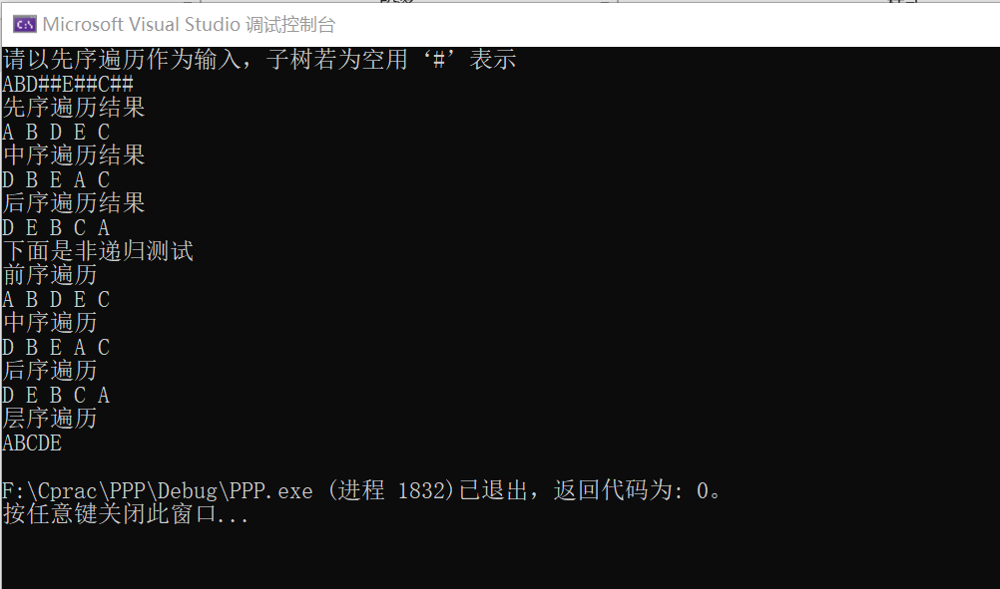 Microsoft Visual Studio 调试控制台
请以先序遍历作为输入，子树若为空用‘#’表示
ABD##E##C##
先序遍历结果
A B D E C
中序遍历结果
D B E A C
后序遍历结果
D E B C A
下面是非递归测试
前序遍历
A B D E C
中序遍历
D B E A C
后序遍历
D E B C A
层序遍历
ABCDE
F:\Cprac\PPP\Debug\PPP.exe (进程 1832)已退出，返回代码为: 0。
按任意键关闭此窗口...